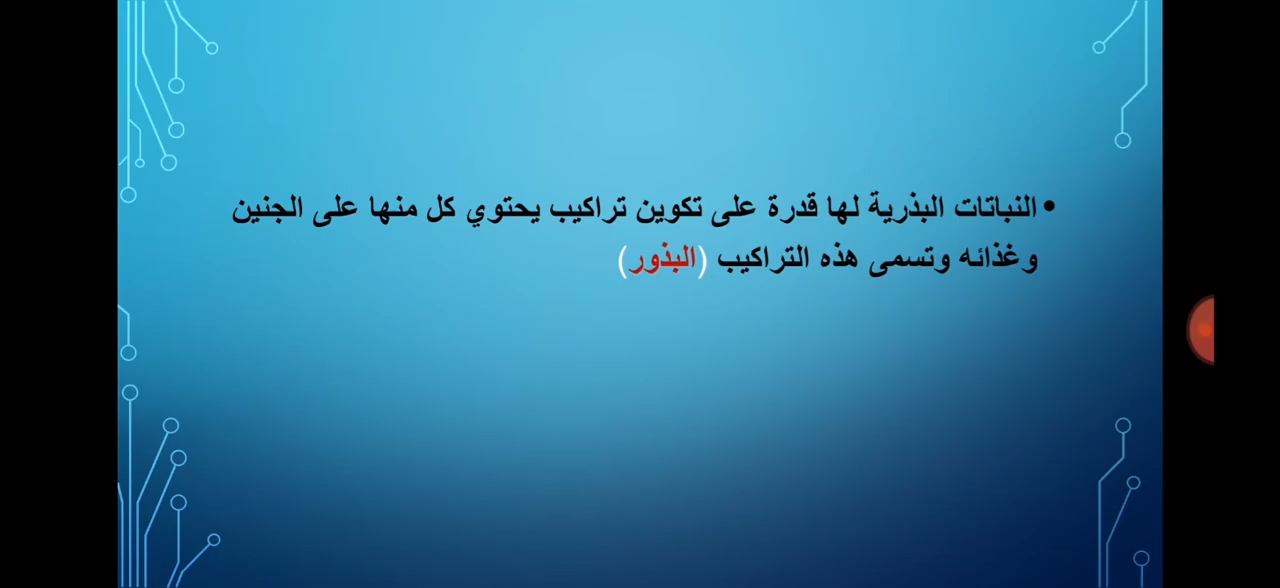 • النباتات البذرية لها قدرة على تكوين تراكيب يحتوي كل منها على الجنين
وغذائه وتسمى هذه التراكيب (البذور)